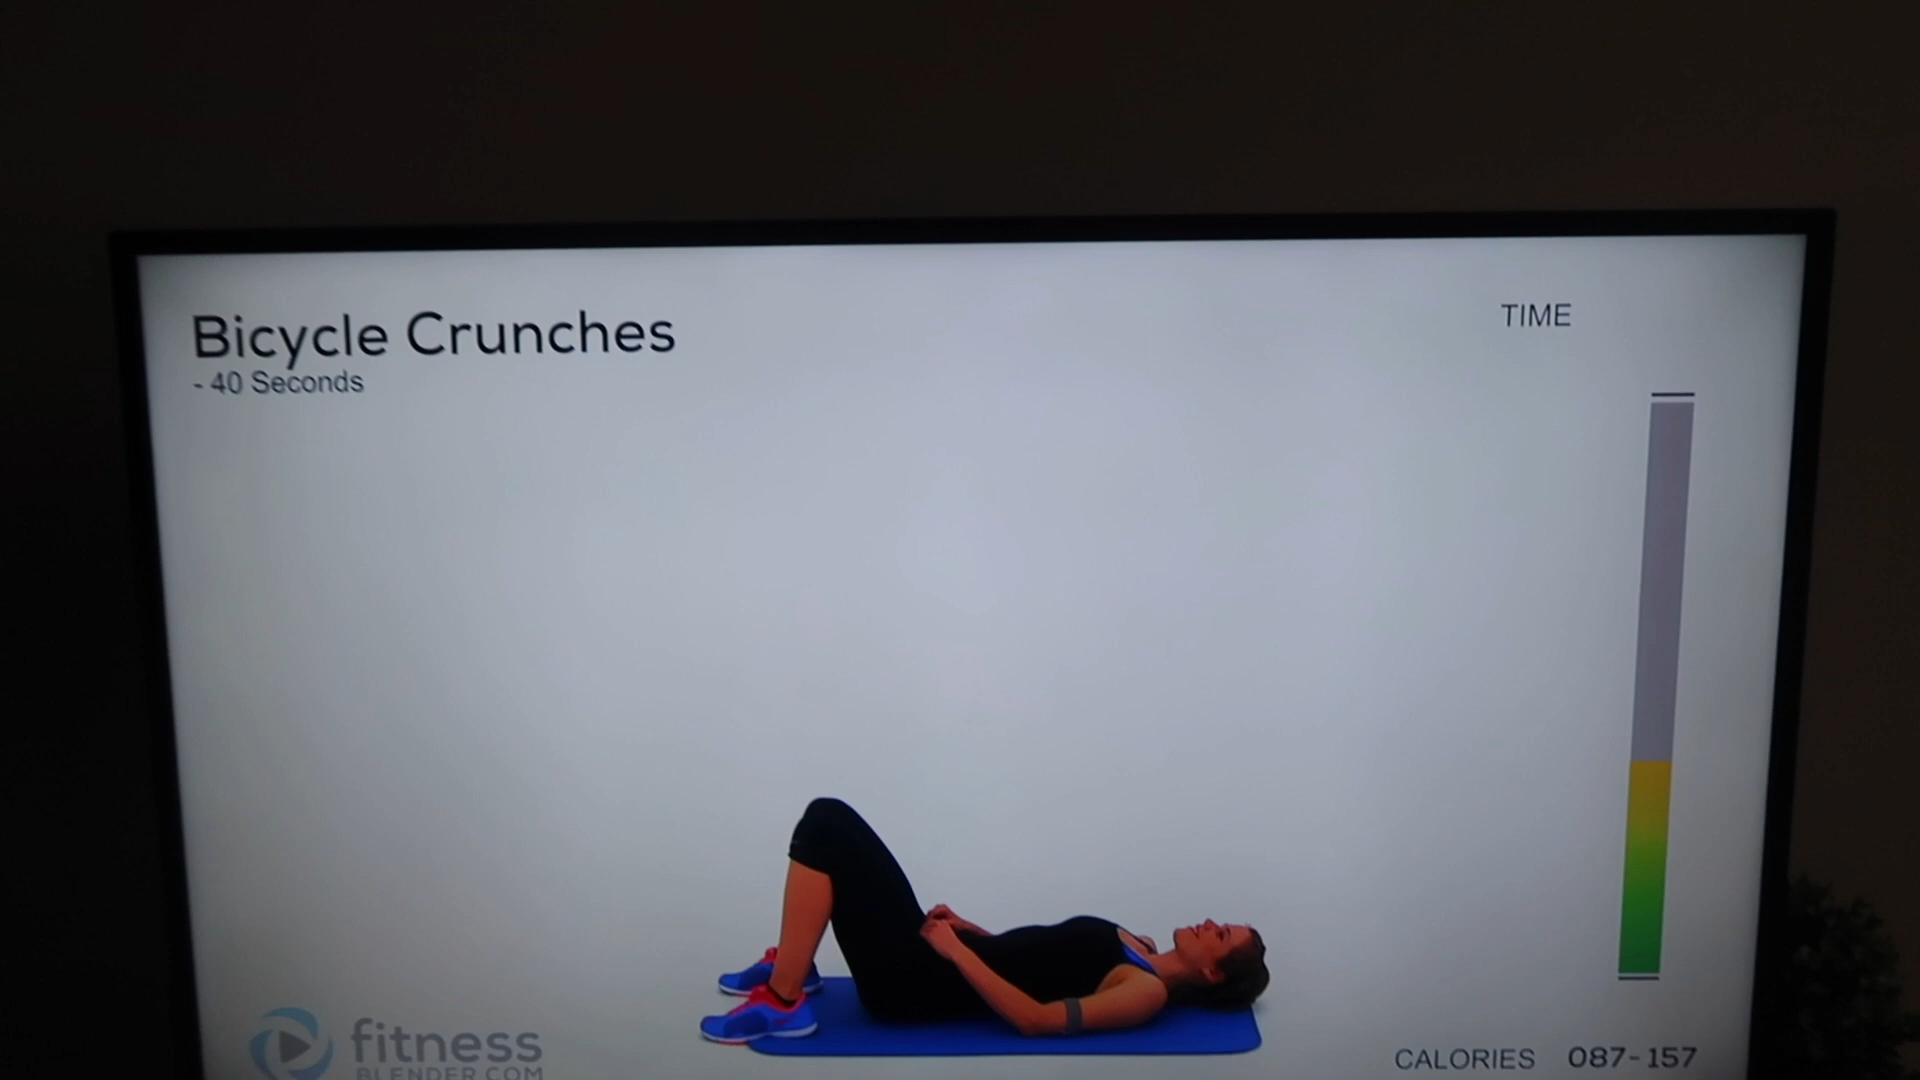 Bicycle Crunches
- 40 Seconds
TIME
fitness
BLENDER.COM
CALORIES 087-157